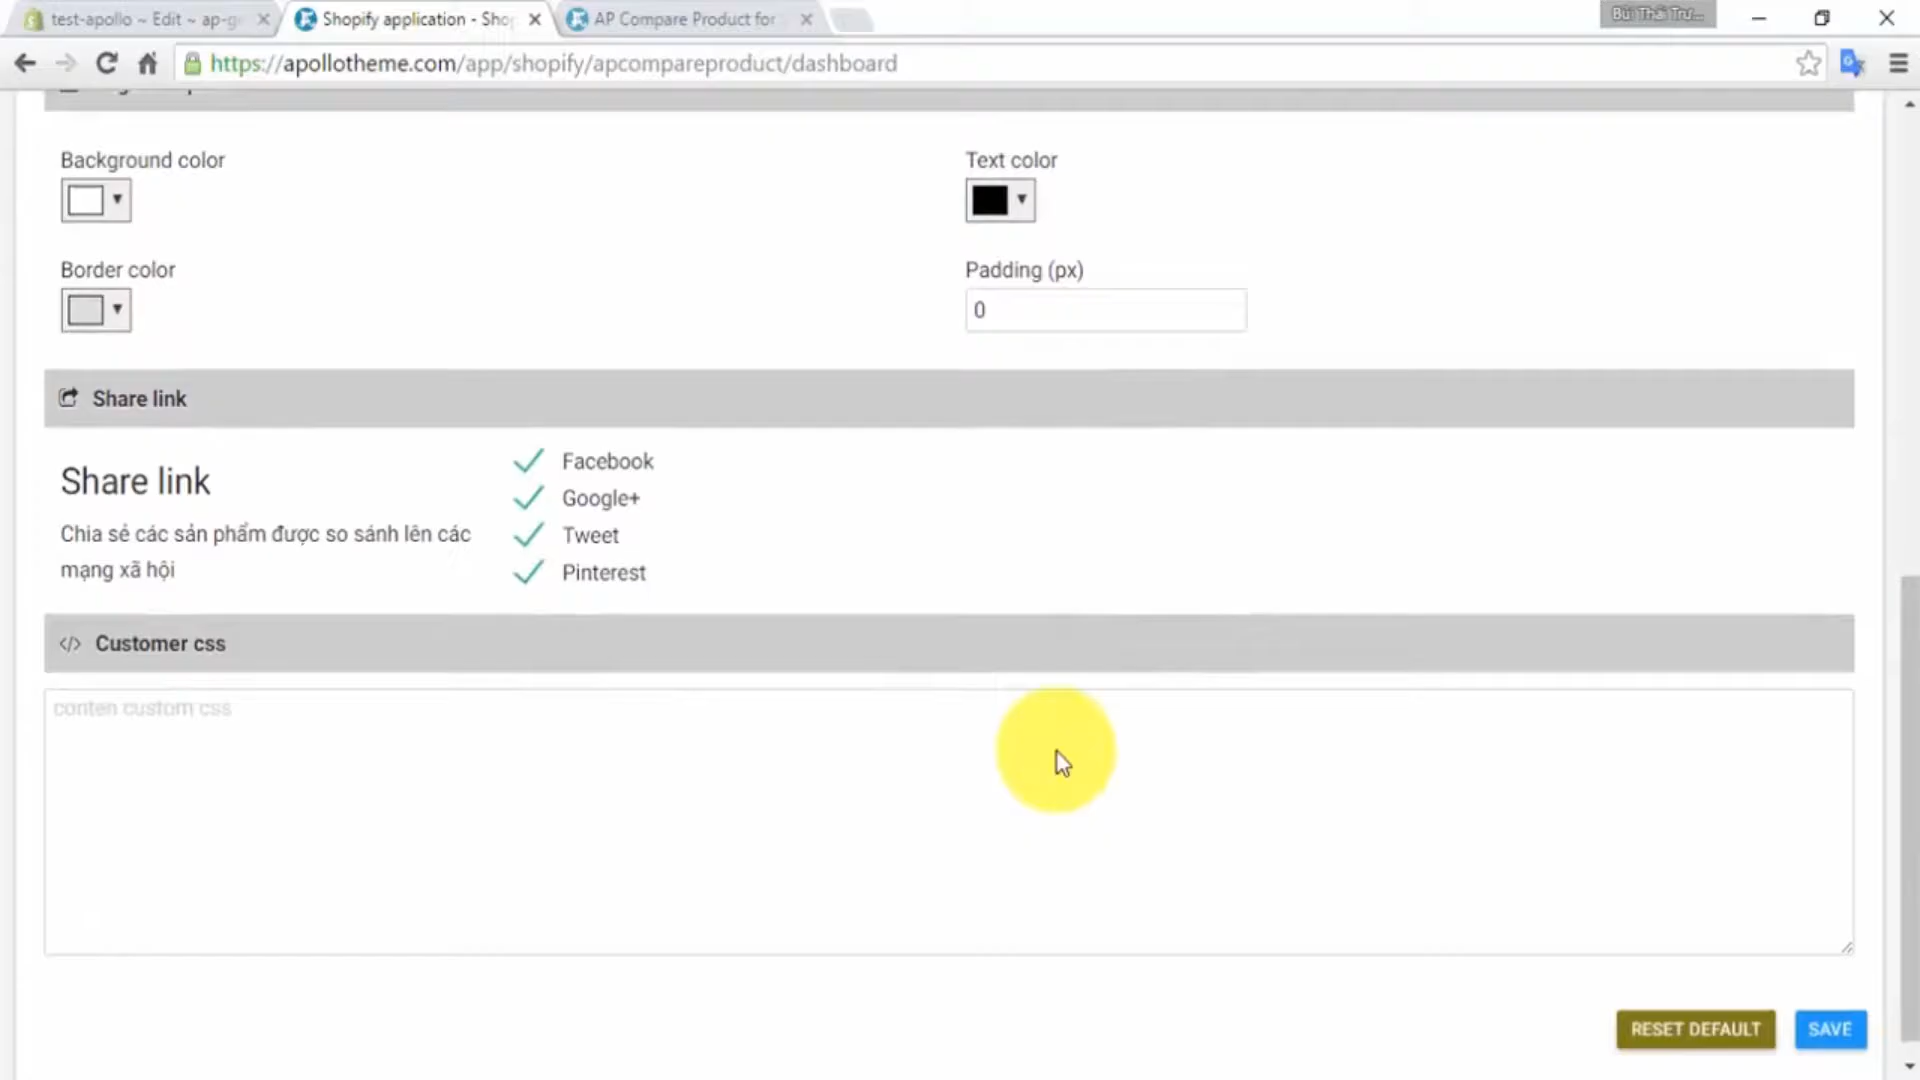 test-apollo ~ Edit ~ ap-g
Shopify application - Sho
AP Compare Product for
https://apollotheme.com/app/shopify/apcompareproduct/dashboard
Background color
Text color
Border color
Padding (px)
0
Share link
Share link
Chia sẻ các sản phẩm được so sánh lên các
mạng xã hội
Facebook
Google+
Tweet
Pinterest
</> Customer css
conten custom css
RESET DEFAULT
SAVE